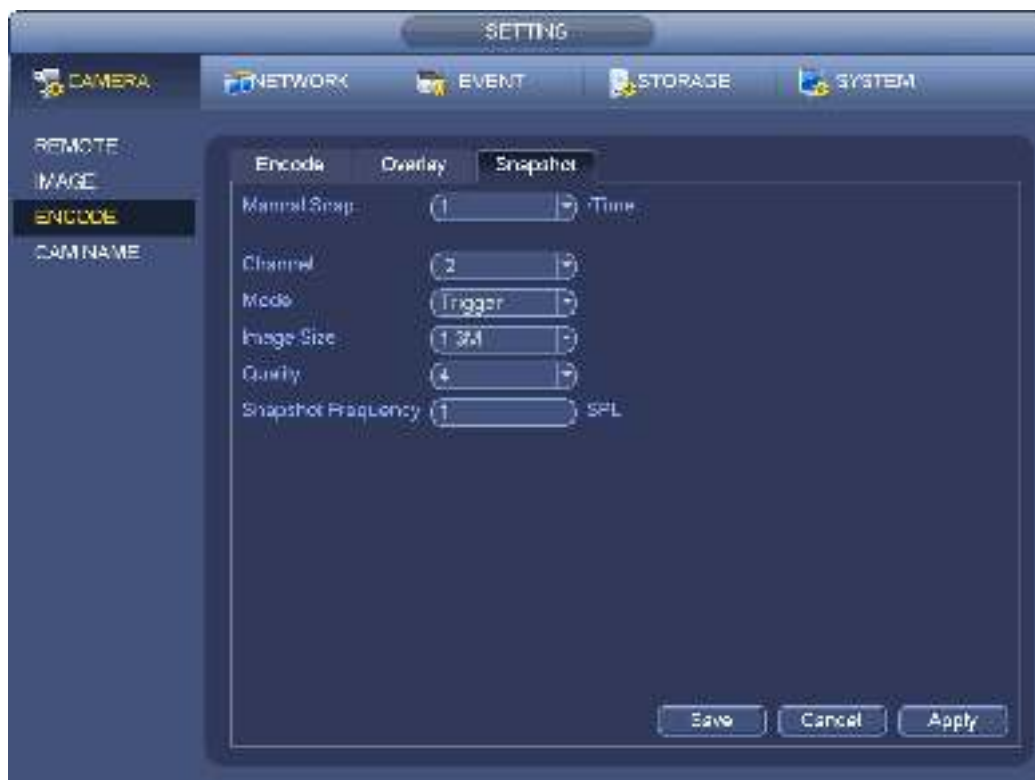 SETTING
CAMERA NETWORK EVENT STORAGE SYSTEM
REMOTE
IMAGE
ENCODE
CAM NAME
Encode Overlay Snapshot
Manual Snap 1 /Time
Channel 2
Mode Trigger
Image Size 1.3M
Quality 4
Snapshot Frequency 1 SPL
Save Cancel Apply